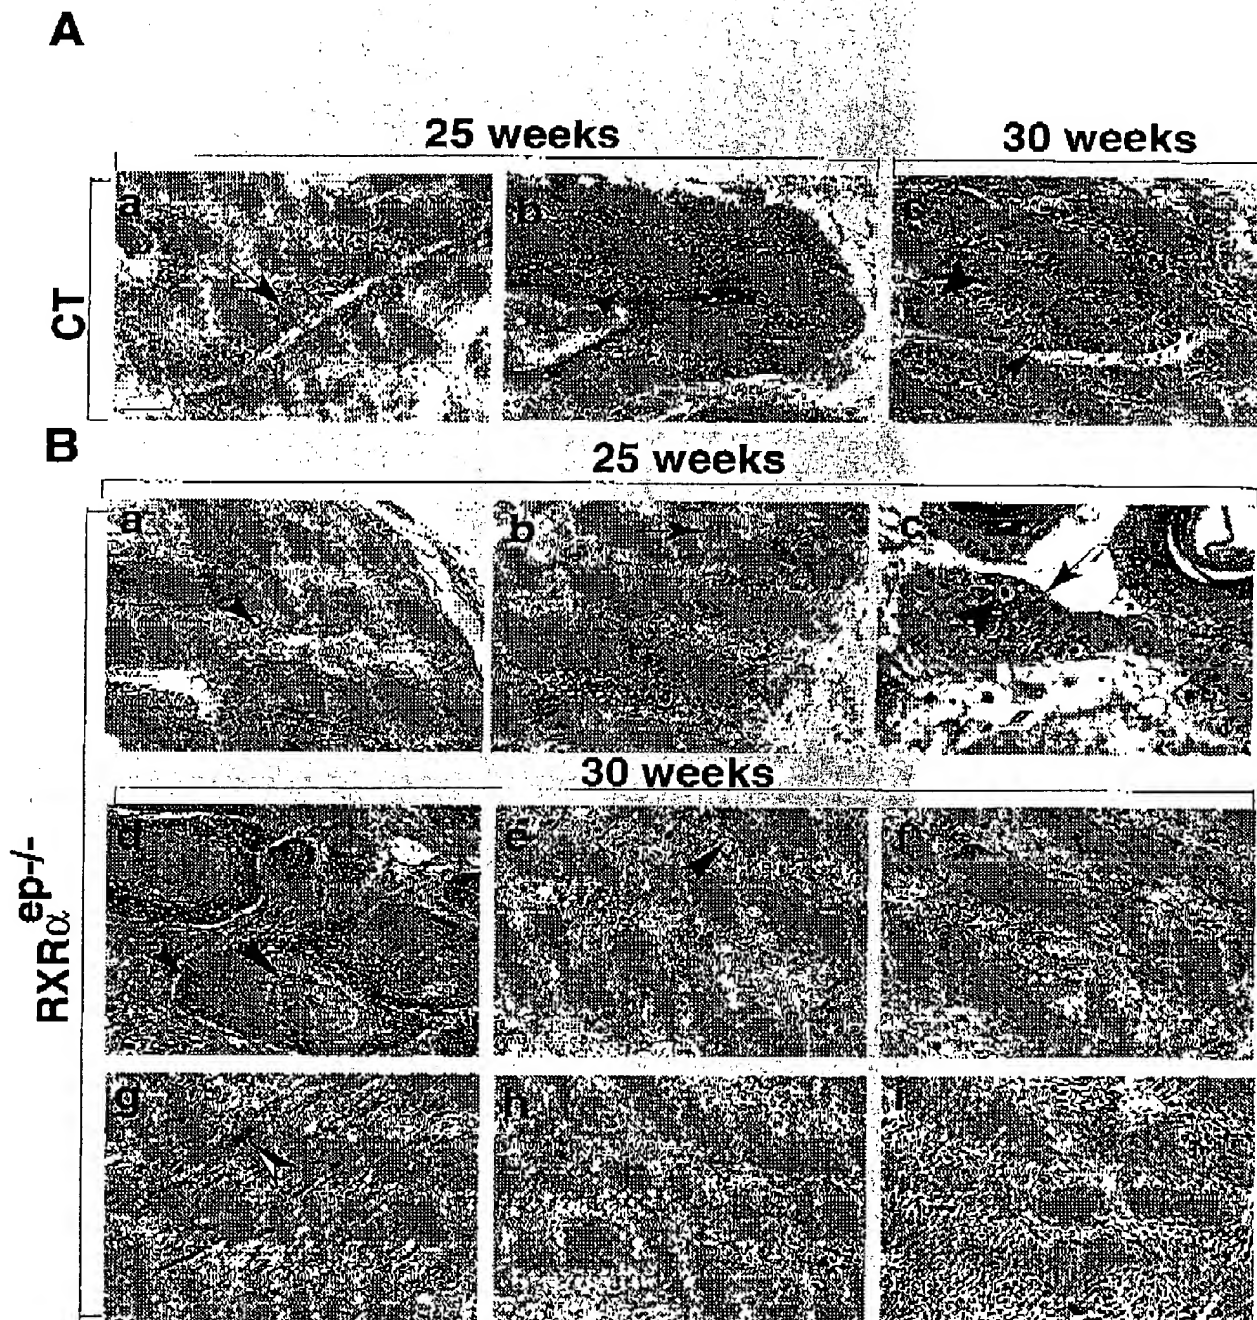 A
25 weeks 30 weeks
a b c
CT
B
25 weeks
a b c
30 weeks
d e f
RXRα ep-/-
g h i